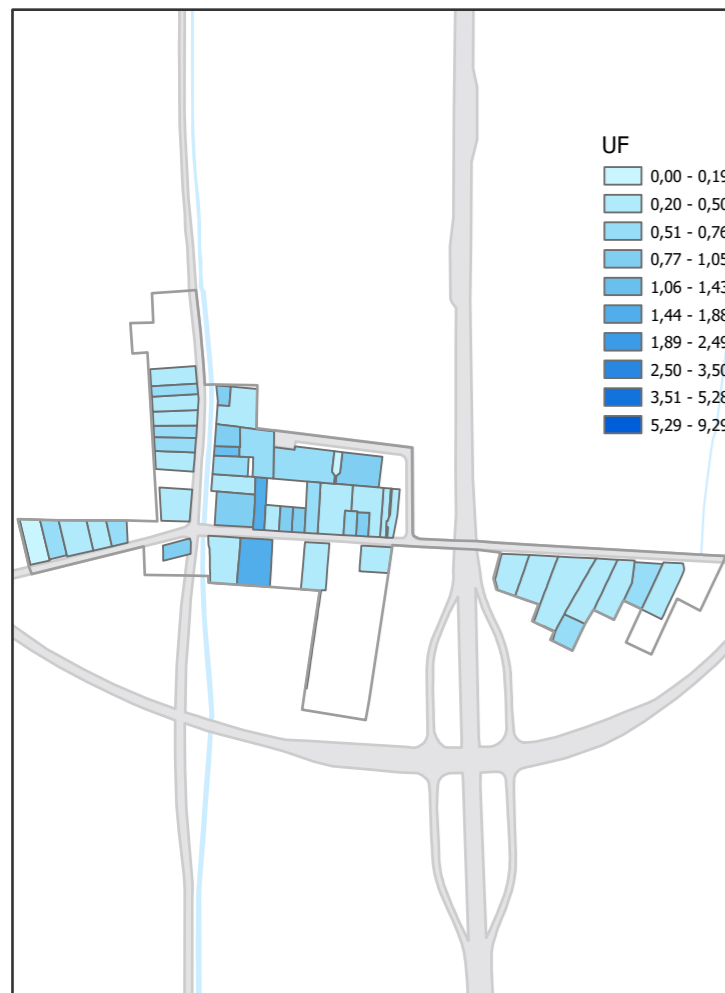 UF
0,00 - 0,19
0,20 - 0,50
0,51 - 0,76
0,77 - 1,05
1,06 - 1,43
1,44 - 1,88
1,89 - 2,49
2,50 - 3,50
3,51 - 5,28
5,29 - 9,29